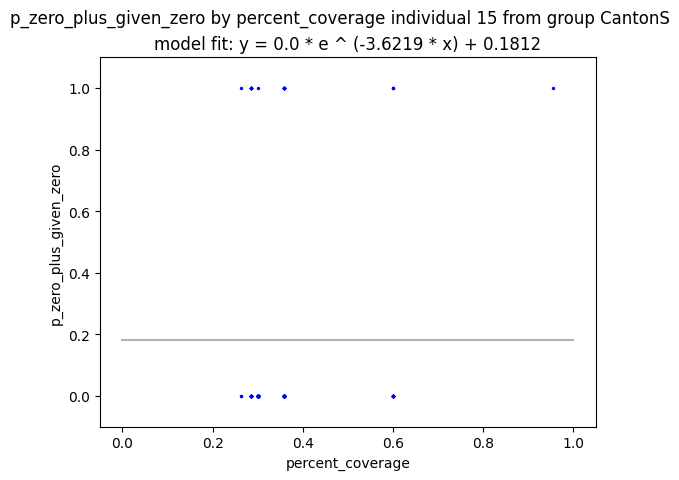 p_zero_plus_given_zero by percent_coverage individual 15 from group CantonS
model fit: y = 0.0 * e ^ (-3.6219 * x) + 0.1812
1.0
0.8
0.6
0.4
0.2
0.0
p_zero_plus_given_zero
0.0 0.2 0.4 0.6 0.8 1.0
percent_coverage